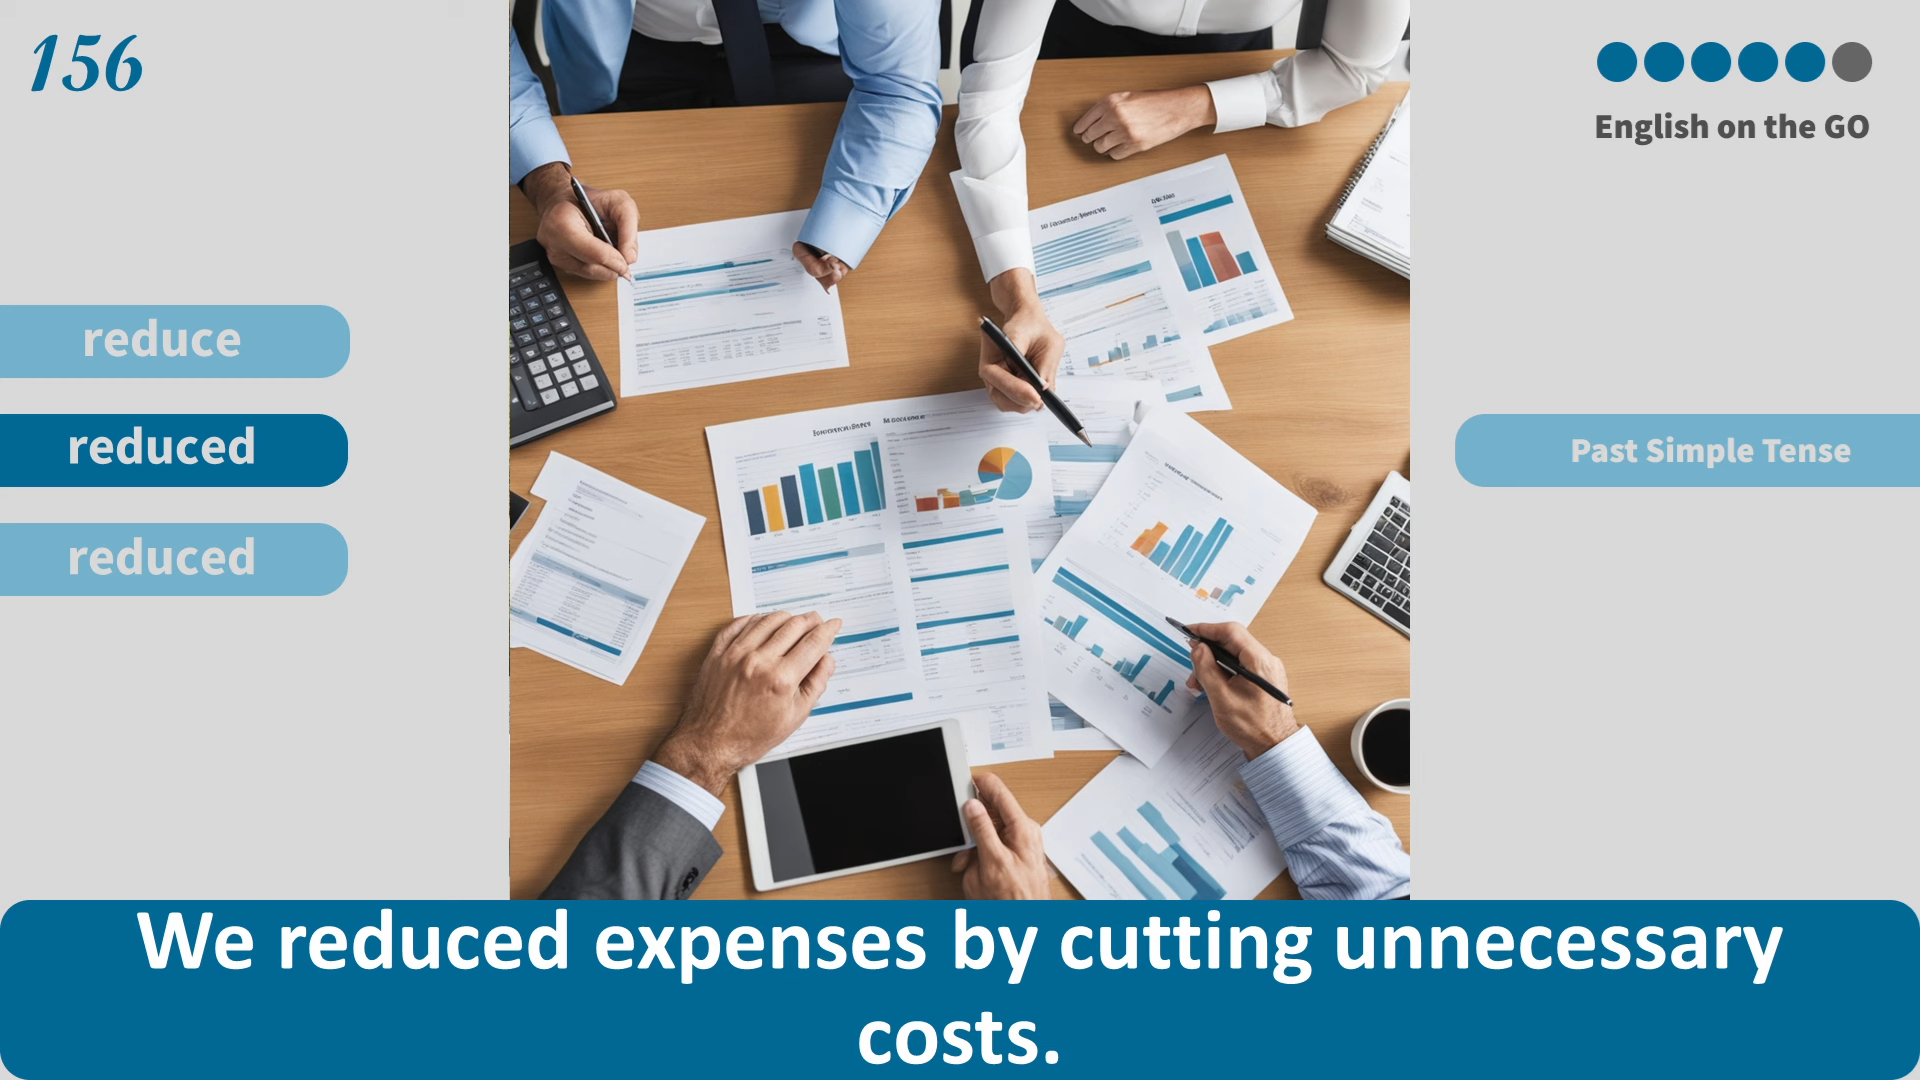 156
English on the GO
reduce
reduced
reduced
Past Simple Tense
We reduced expenses by cutting unnecessary
costs.